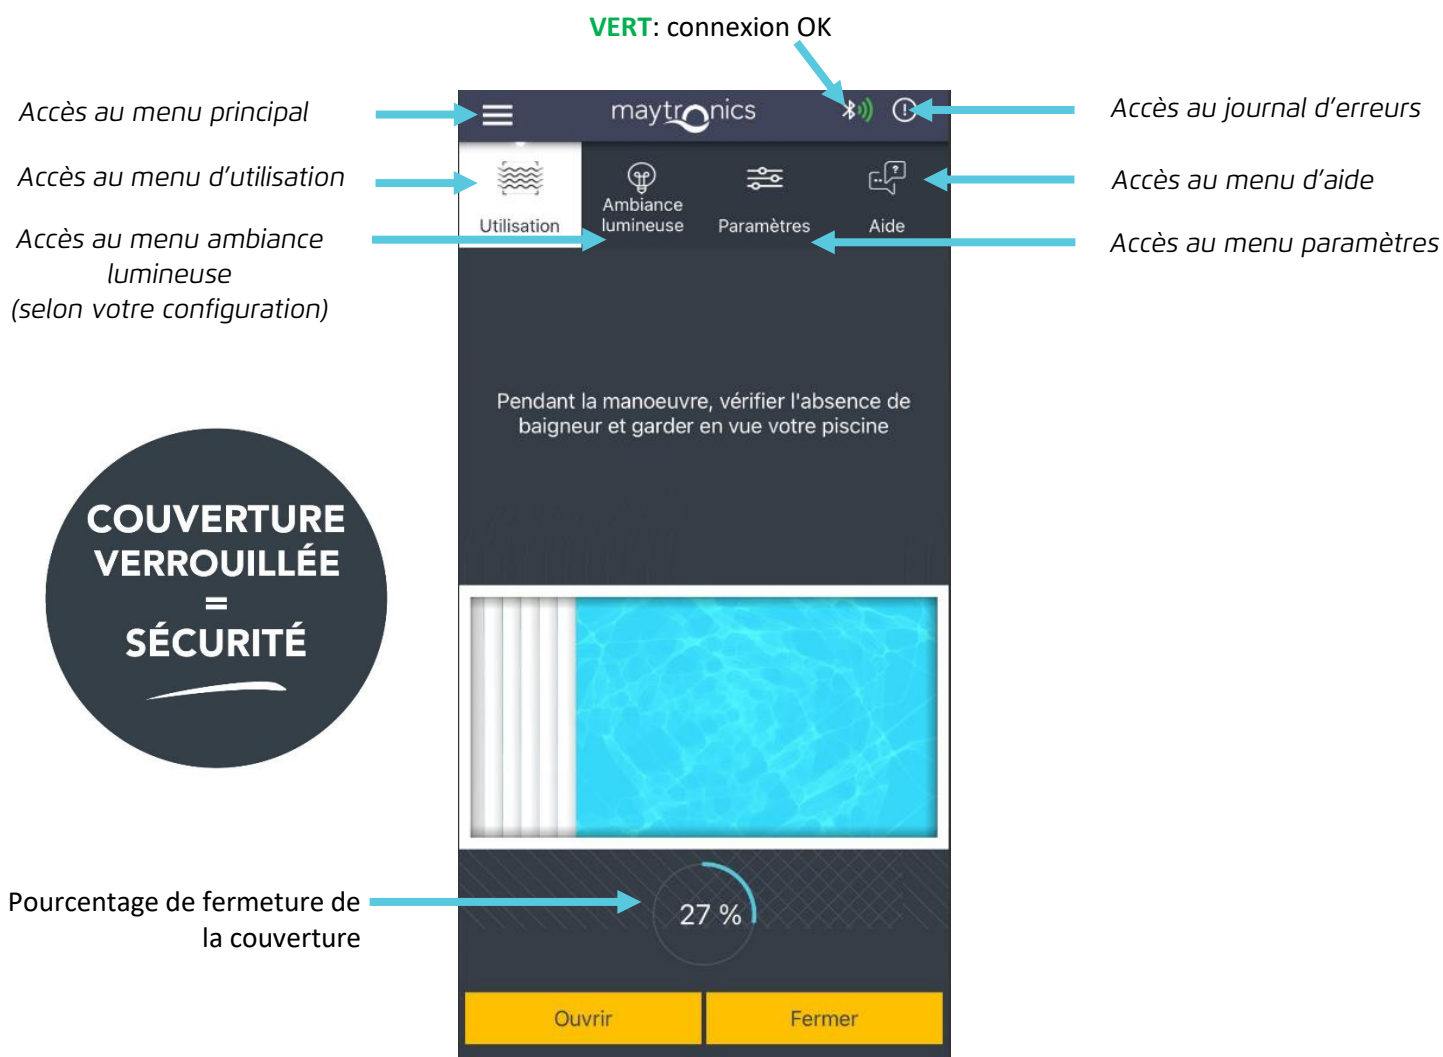 VERT: connexion OK
Accès au menu principal
Accès au menu d'utilisation
Accès au menu ambiance
lumineuse
(selon votre configuration)
maytronics
Accès au journal d'erreurs
Accès au menu d'aide
Accès au menu paramètres
Utilisation
Ambiance
lumineuse
Paramètres
Aide
Pendant la manoeuvre, vérifier l'absence de
baigneur et garder en vue votre piscine
COUVERTURE
VERROUILLÉE
=
SÉCURITÉ
Pourcentage de fermeture de
la couverture
27 %
Ouvrir
Fermer